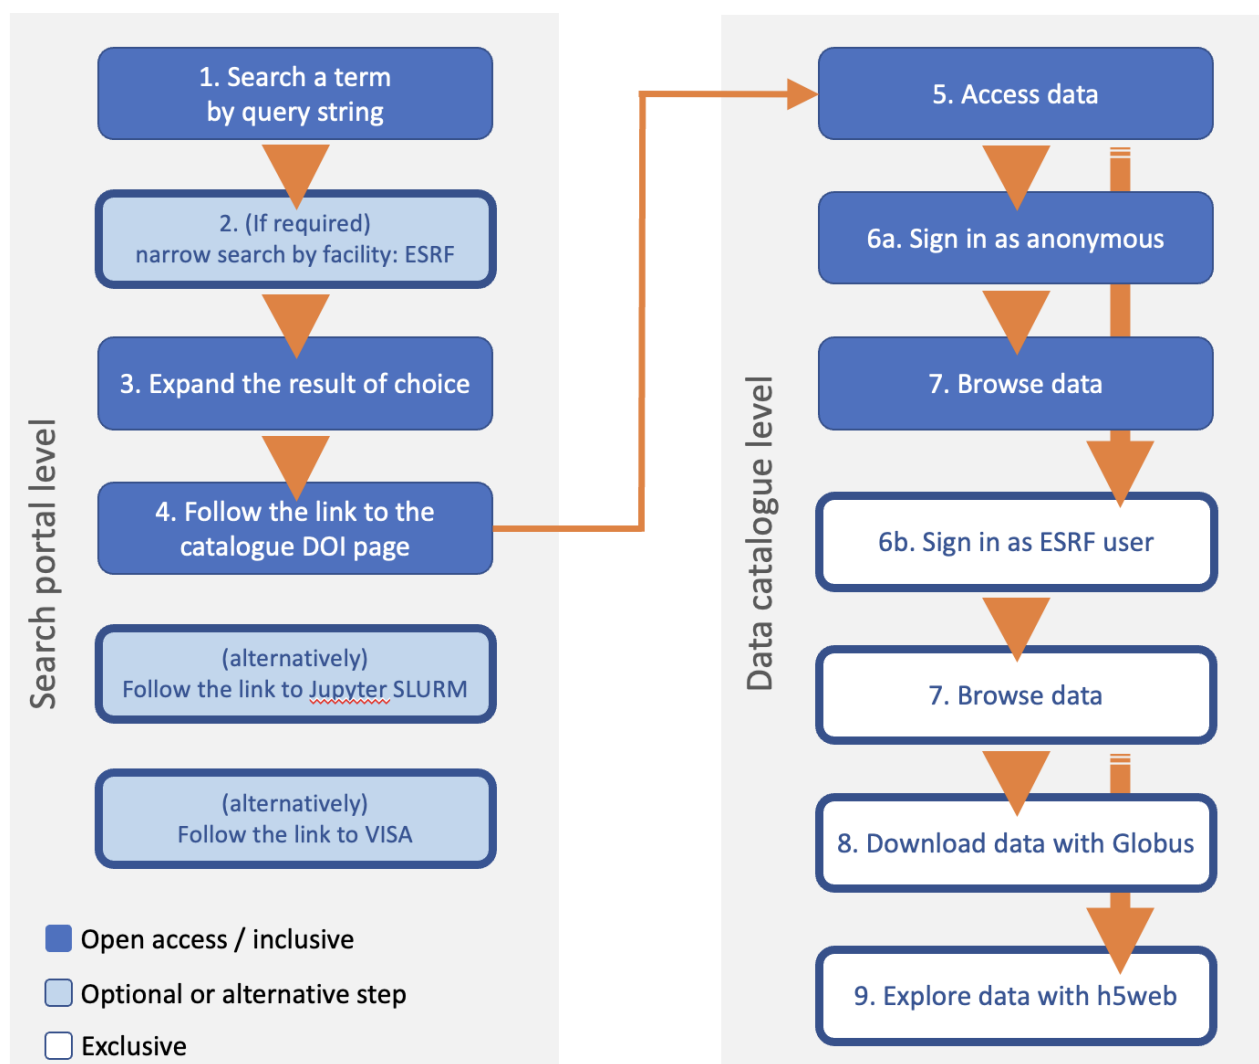 1. Search a term
by query string
2. (If required)
narrow search by facility: ESRF
3. Expand the result of choice
4. Follow the link to the
catalogue DOI page
(alternatively)
Follow the link to Jupyter SLURM
(alternatively)
Follow the link to VISA
Search portal level
Open access / inclusive
Optional or alternative step
Exclusive
5. Access data
6a. Sign in as anonymous
7. Browse data
6b. Sign in as ESRF user
7. Browse data
8. Download data with Globus
9. Explore data with h5web
Data catalogue level